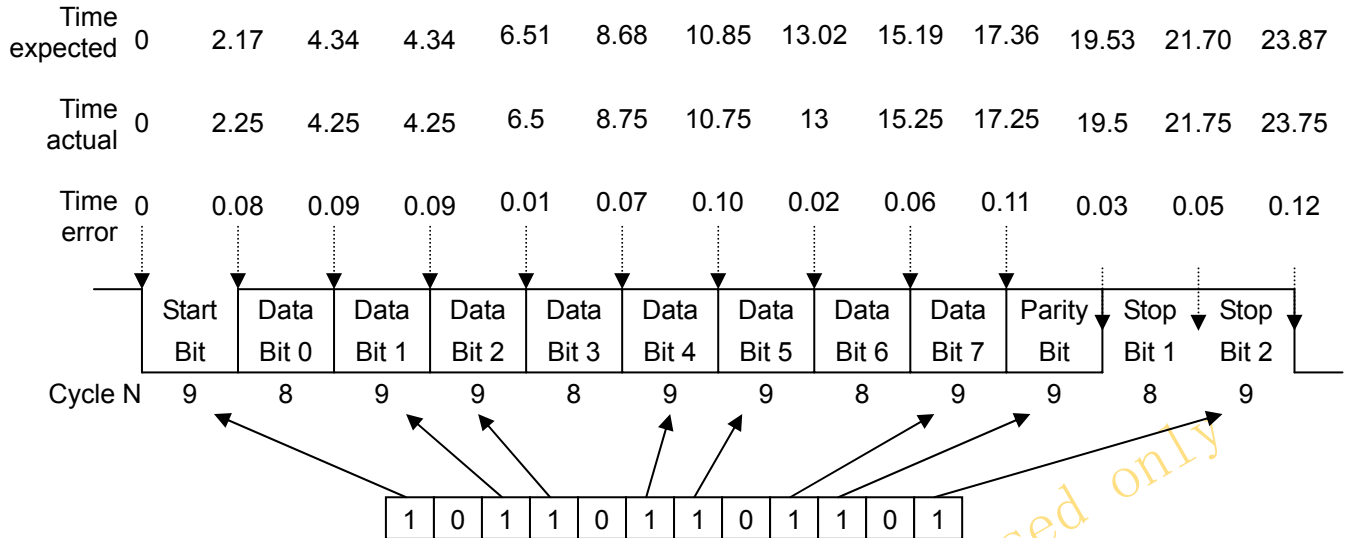 Time expected 0 2.17 4.34 4.34 6.51 8.68 10.85 13.02 15.19 17.36 19.53 21.70 23.87
Time actual 0 2.25 4.25 4.25 6.5 8.75 10.75 13 15.25 17.25 19.5 21.75 23.75
Time error 0 0.08 0.09 0.09 0.01 0.07 0.10 0.02 0.06 0.11 0.03 0.05 0.12
Start Data Data Data Data Data Data Data Data Parity Stop Stop
Bit Bit 0 Bit 1 Bit 2 Bit 3 Bit 4 Bit 5 Bit 6 Bit 7 Bit Bit 1 Bit 2
Cycle N 9 8 9 9 8 9 9 8 9 9 8 9
1 0 1 1 0 1 1 0 1 1 0 1
sed only